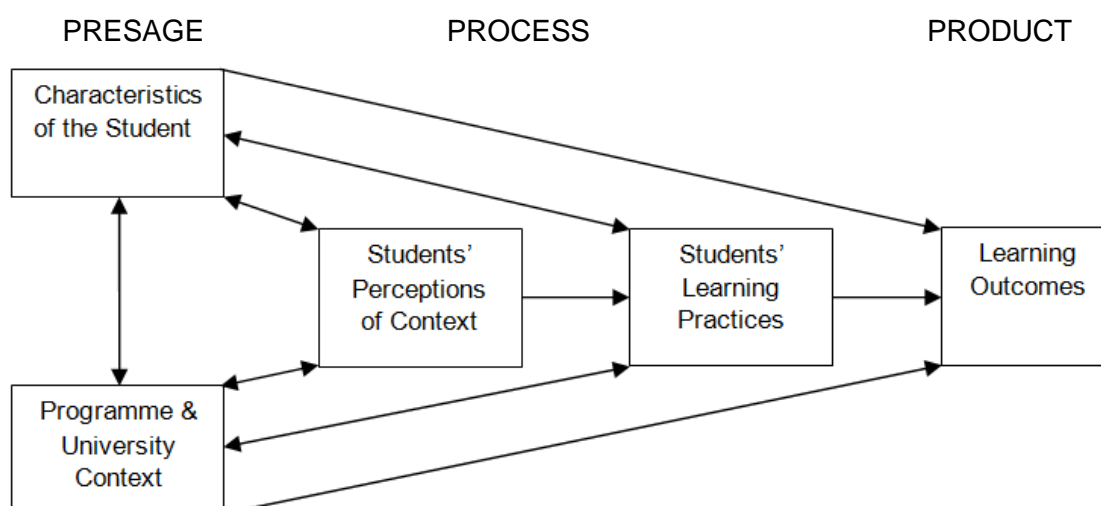 PRESAGE PROCESS PRODUCT
Characteristics
of the Student
Students’
Perceptions
of Context
Students’
Learning
Practices
Learning
Outcomes
Programme &
University
Context